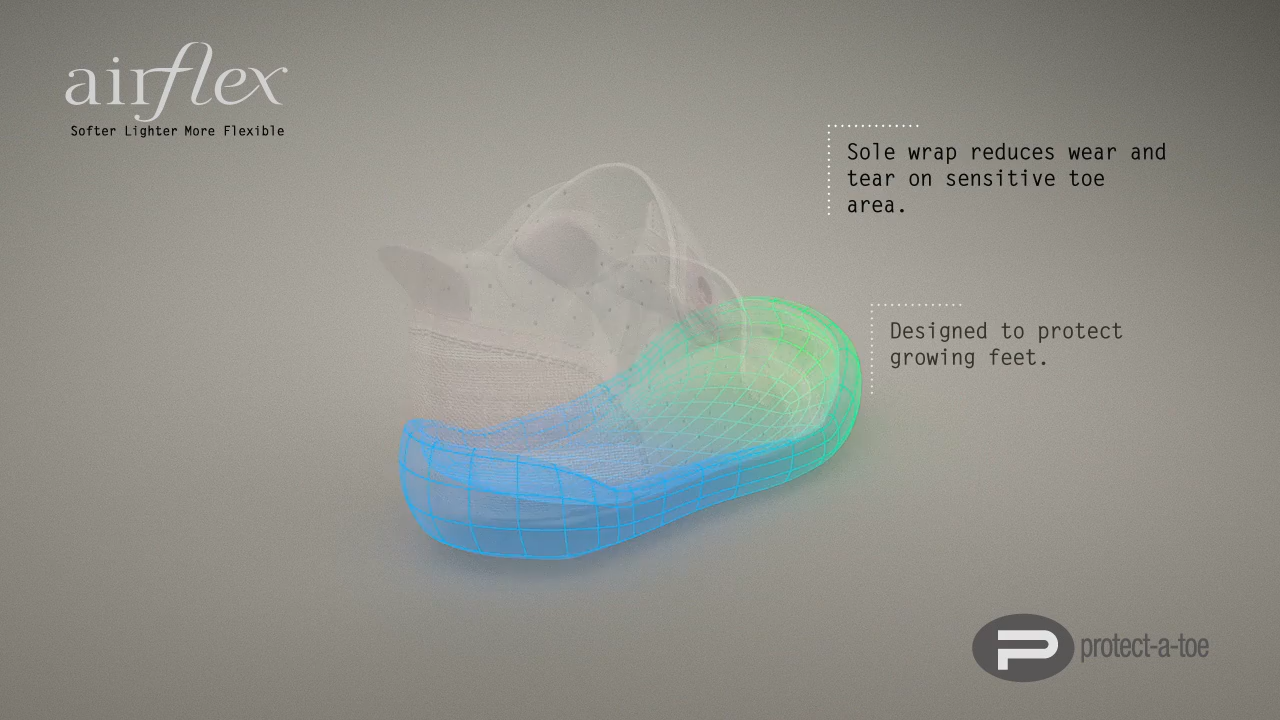 airflex
Softer Lighter More Flexible
Sole wrap reduces wear and
tear on sensitive toe
area.
Designed to protect
growing feet.
P protect-a-toe